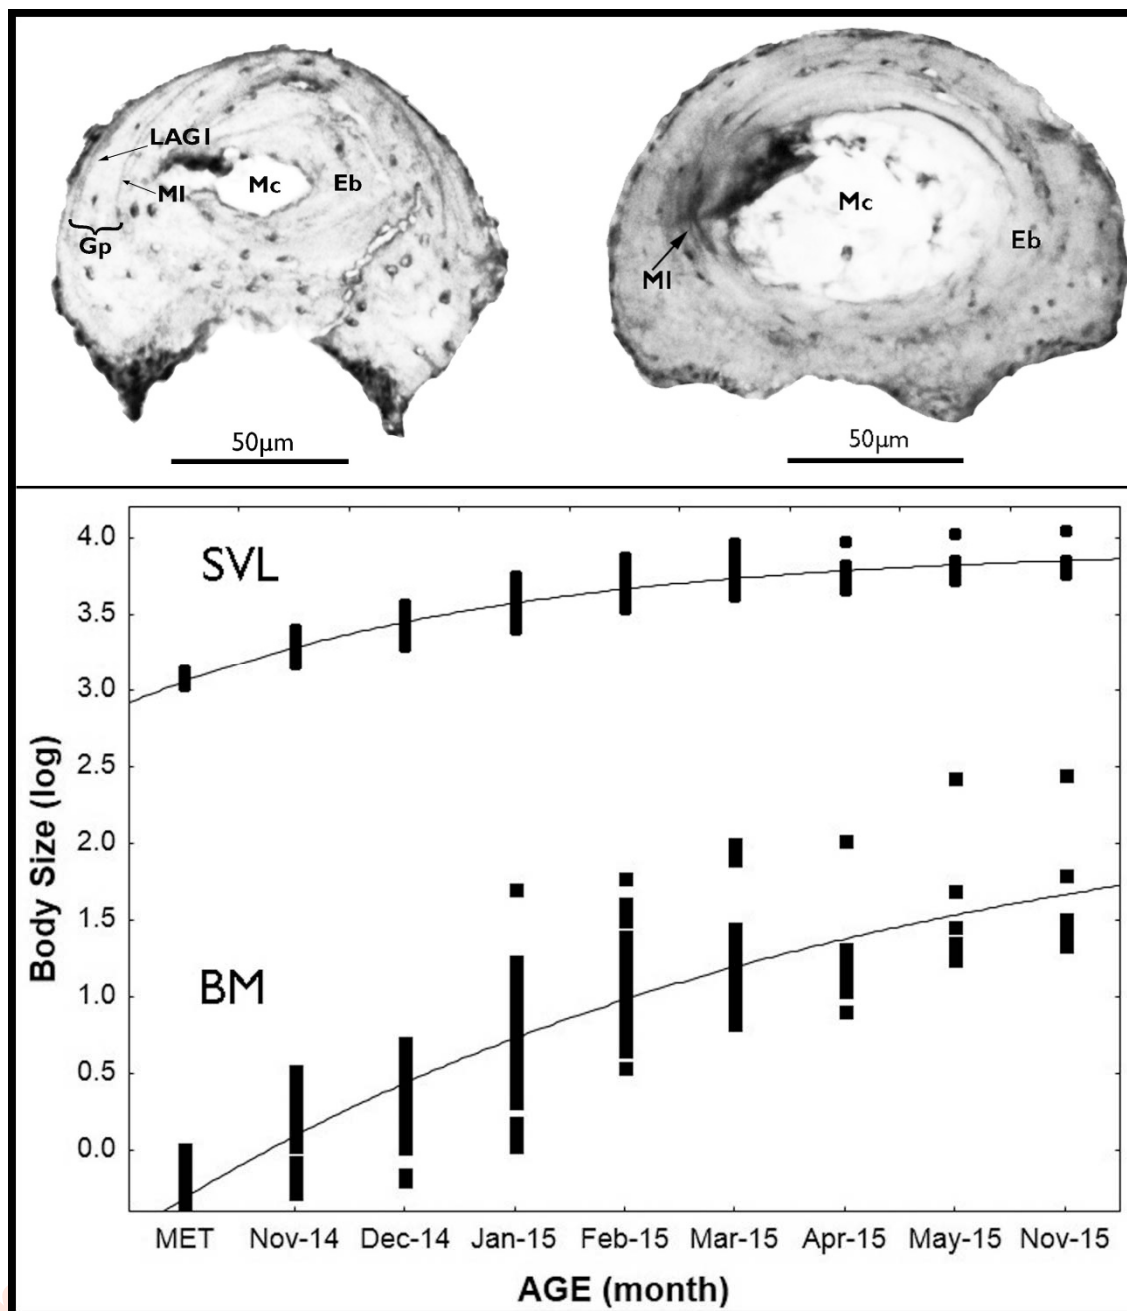 LAG1
MI
Mc
Eb
Gp
50µm
Mc
Eb
MI
50µm
SVL
BM
Body Size (log)
4.0
3.5
3.0
2.5
2.0
1.5
1.0
0.5
0.0
MET Nov-14 Dec-14 Jan-15 Feb-15 Mar-15 Apr-15 May-15 Nov-15
AGE (month)